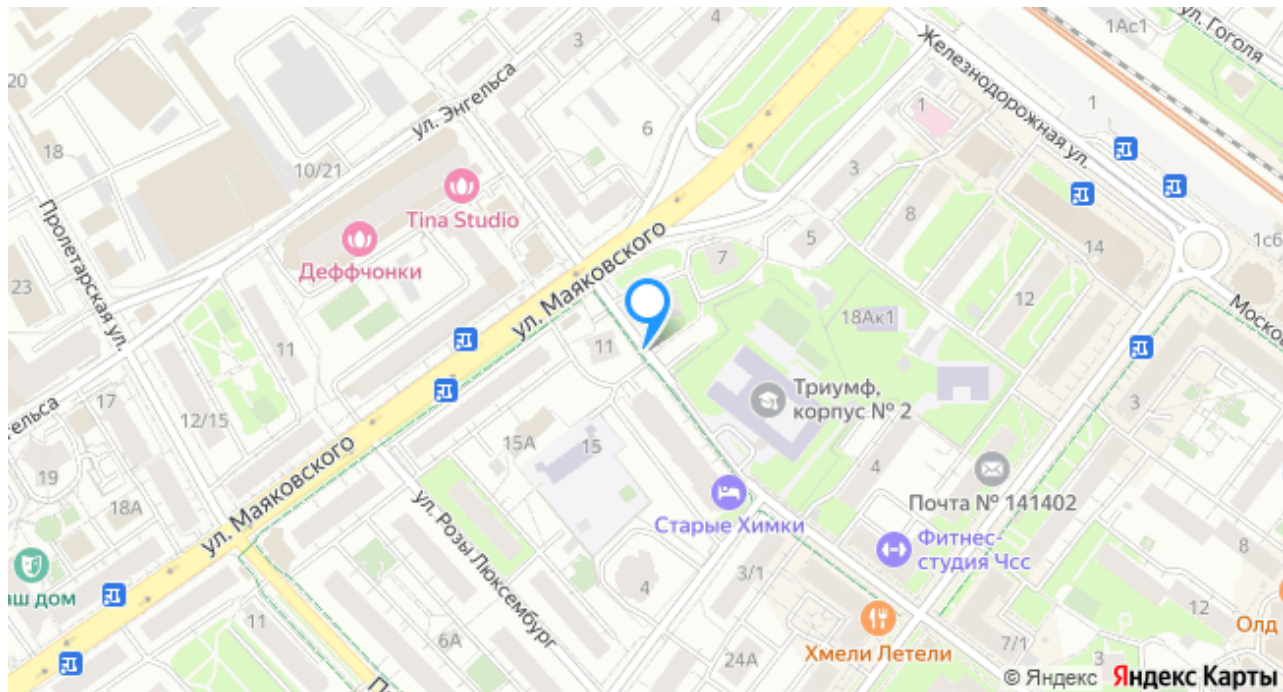 4
1Ас1
ул. Гоголя
3
Железнодорожная ул.
20
ул. Энгельса
1
1
6
18
10/21
3
Tina Studio
8
Пролетарская ул.
5
14
1с6
Деффчонки
7
23
ул. Маяковского
12
Москов
18Ак1
11
11
Триумф,
корпус № 2
17
3
ельса
12/15
15А
15
4
19
ул. Маяковского
Почта № 141402
18А
Старые Химки
ул. Розы Люксембург
Фитнес-
студия Чсс
8
3/1
4
аш дом
12
11
Олд
6А
7/1
Хмели Летели
24А
3
© Яндекс Яндекс Карты